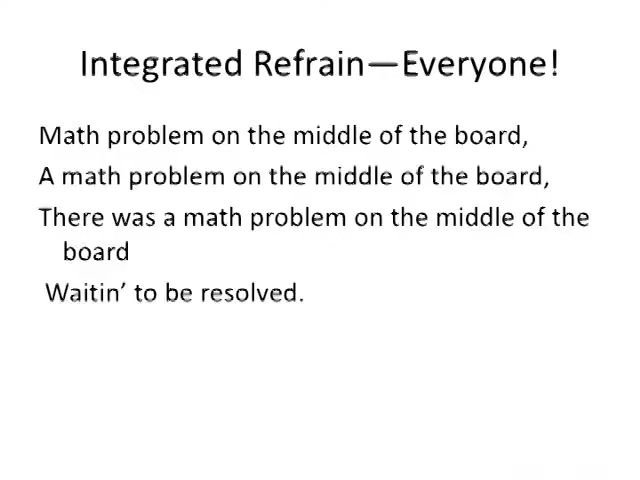 Integrated Refrain—Everyone!
Math problem on the middle of the board,
A math problem on the middle of the board,
There was a math problem on the middle of the
board
Waitin’ to be resolved.